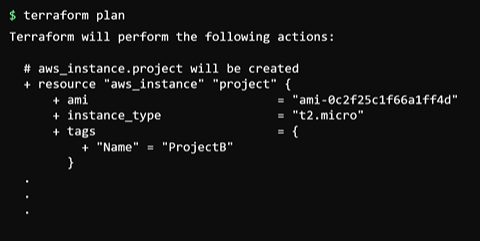 $ terraform plan
Terraform will perform the following actions:
# aws_instance.project will be created
+ resource "aws_instance" "project" {
+ ami = "ami-0c2f25c1f66a1ff4d"
+ instance_type = "t2.micro"
+ tags = {
+ "Name" = "ProjectB"
}
.
.
.